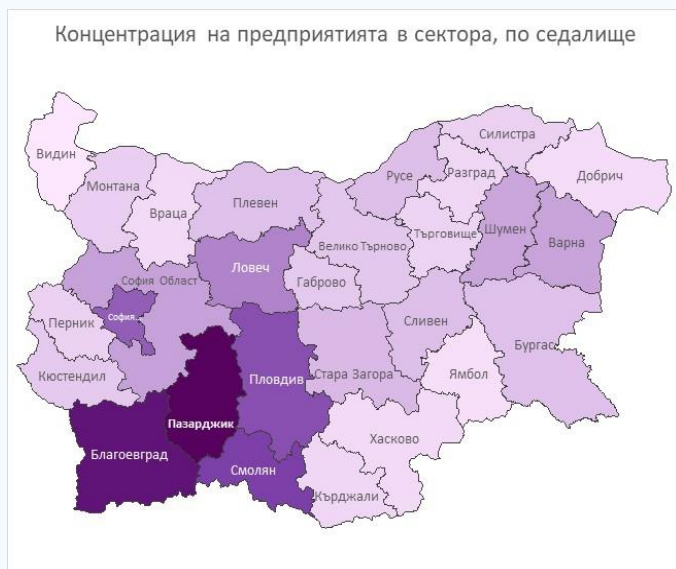 Концентрация на предприятията в сектора, по седалище
Силистра
Видин
Русе
Разград
Добрич
Монтана
Враца
Плевен
Шумен
Велико Търново
Търговище
Варна
Ловеч
София Област
Габрово
София
Перник
Сливен
Бургас
Кюстендил
Пловдив
Стара Загора
Ямбол
Пазарджик
Хасково
Благоевград
Смолян
Кърджали